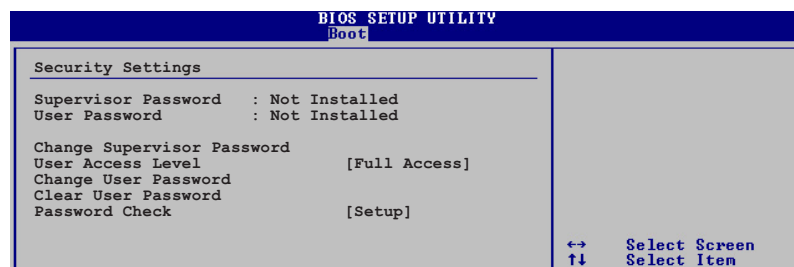 BIOS SETUP UTILITY
Boot
Security Settings
Supervisor Password : Not Installed
User Password : Not Installed
Change Supervisor Password
User Access Level [Full Access]
Change User Password
Clear User Password
Password Check [Setup]
↔ Select Screen
↑↓ Select Item